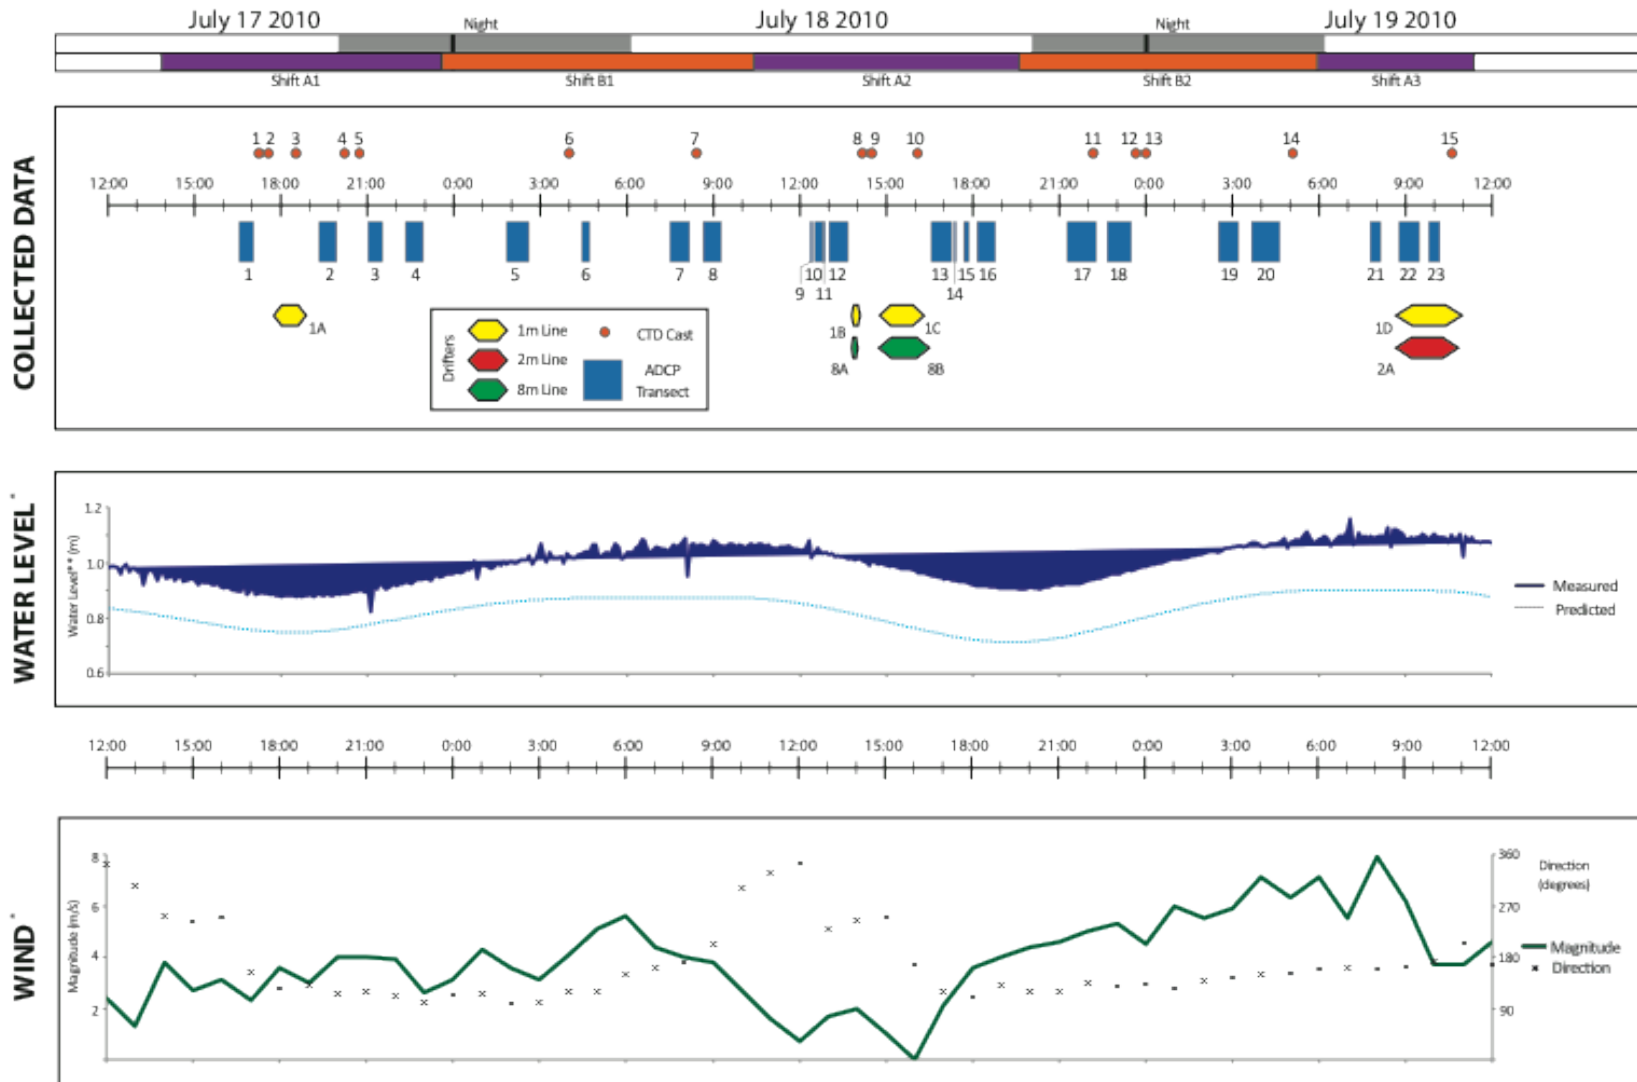 July 17 2010 July 18 2010 July 19 2010
Night Night
Shift A1 Shift B1 Shift A2 Shift B2 Shift A3
COLLECTED DATA
1 2 3 4 5 6 7 8 9 10 11 12 13 14 15
12:00 15:00 18:00 21:00 0:00 3:00 6:00 9:00 12:00 15:00 18:00 21:00 0:00 3:00 6:00 9:00 12:00
1 2 3 4 5 6 7 8 10 12 13 15 16 17 18 19 20 21 22 23
9 11 14
1A 1B 1C 1D
8A 8B 2A
Drifters
1m Line CTD Cast
2m Line ADCP
Transect
8m Line
WATER LEVEL*
Water Level** (m)
1.2
1.0
0.8
0.6
Measured
Predicted
12:00 15:00 18:00 21:00 0:00 3:00 6:00 9:00 12:00 15:00 18:00 21:00 0:00 3:00 6:00 9:00 12:00
WIND*
Magnitude (m/s)
8
6
4
2
360
270
180
90
Direction
(degrees)
Magnitude
Direction